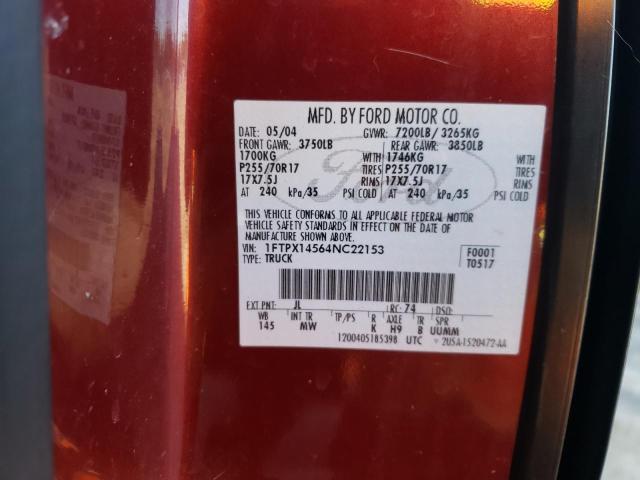 MFD. BY FORD MOTOR CO.
DATE: 05/04 GVWR: 7200LB / 3265KG
FRONT GAWR: 3750LB REAR GAWR: 3850LB
1700KG WITH 1746KG WITH
P255/70R17 TIRES P255/70R17 TIRES
17X7.5J RIMS 17X7.5J RIMS
AT 240 kPa/35 PSI COLD AT 240 kPa/35 PSI COLD
THIS VEHICLE CONFORMS TO ALL APPLICABLE FEDERAL MOTOR
VEHICLE SAFETY STANDARDS IN EFFECT ON THE DATE OF
MANUFACTURE SHOWN ABOVE.
VIN: 1FTPX14564NC22153 F0001
TYPE: TRUCK T0517
EXT PNT: JL RC: 74 DSO:
WB INT TR TP/PS R AXLE TR SPR
145 MW K H9 B UUMM
1200405185398 UTC 2U5A-1520472-AA
Ford